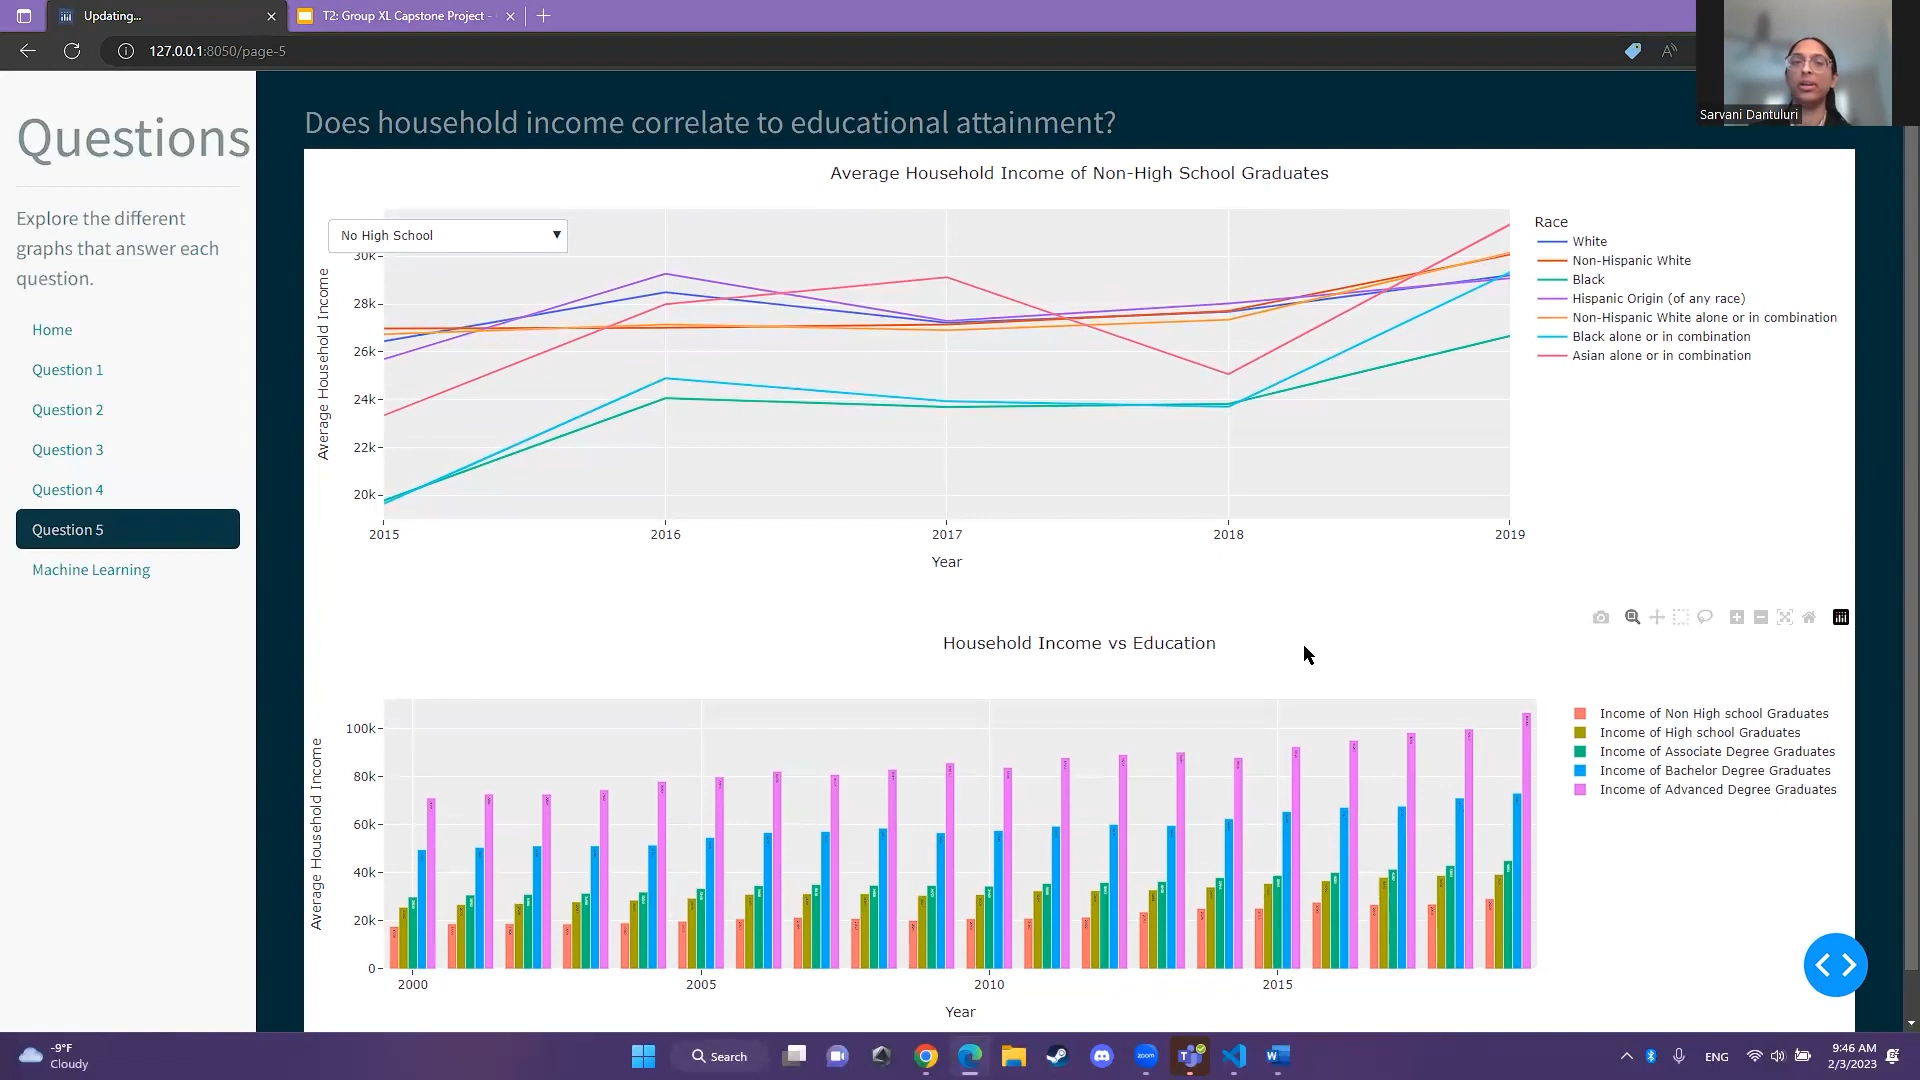 Updating...
T2: Group XL Capstone Project -
127.0.0.1:8050/page-5
Sarvani Dantuluri
Questions
Explore the different
graphs that answer each
question.
Home
Question 1
Question 2
Question 3
Question 4
Question 5
Machine Learning
Does household income correlate to educational attainment?
Average Household Income of Non-High School Graduates
No High School ▼
Average Household Income
30k
28k
26k
24k
22k
20k
2015 2016 2017 2018 2019
Year
Race
White
Non-Hispanic White
Black
Hispanic Origin (of any race)
Non-Hispanic White alone or in combination
Black alone or in combination
Asian alone or in combination
Household Income vs Education
Average Household Income
100k
80k
60k
40k
20k
0
2000 2005 2010 2015
Year
Income of Non High school Graduates
Income of High school Graduates
Income of Associate Degree Graduates
Income of Bachelor Degree Graduates
Income of Advanced Degree Graduates
-9°F
Cloudy
Search
zoom
ENG
9:46 AM
2/3/2023